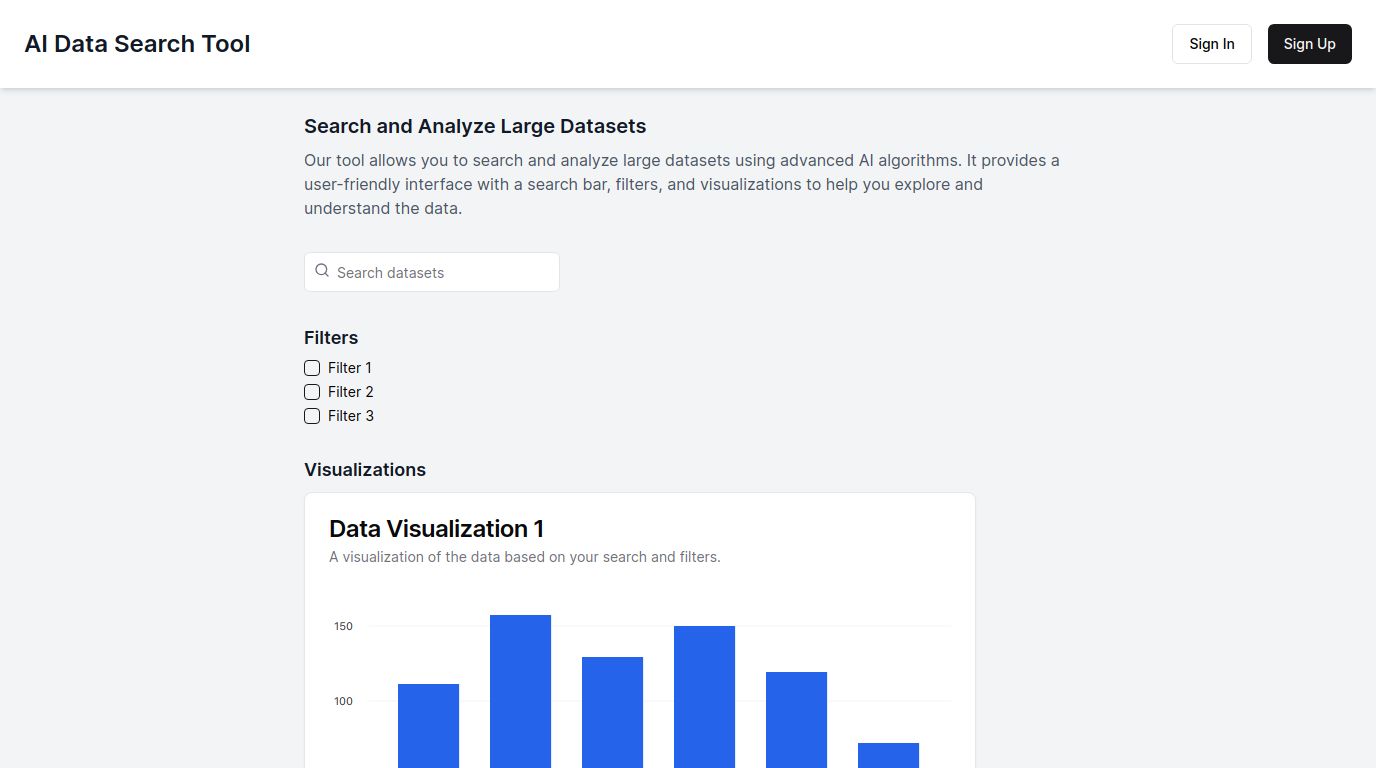 AI Data Search Tool
Sign In
Sign Up
Search and Analyze Large Datasets
Our tool allows you to search and analyze large datasets using advanced AI algorithms. It provides a
user-friendly interface with a search bar, filters, and visualizations to help you explore and
understand the data.
Search datasets
Filters
Filter 1
Filter 2
Filter 3
Visualizations
Data Visualization 1
A visualization of the data based on your search and filters.
150
100